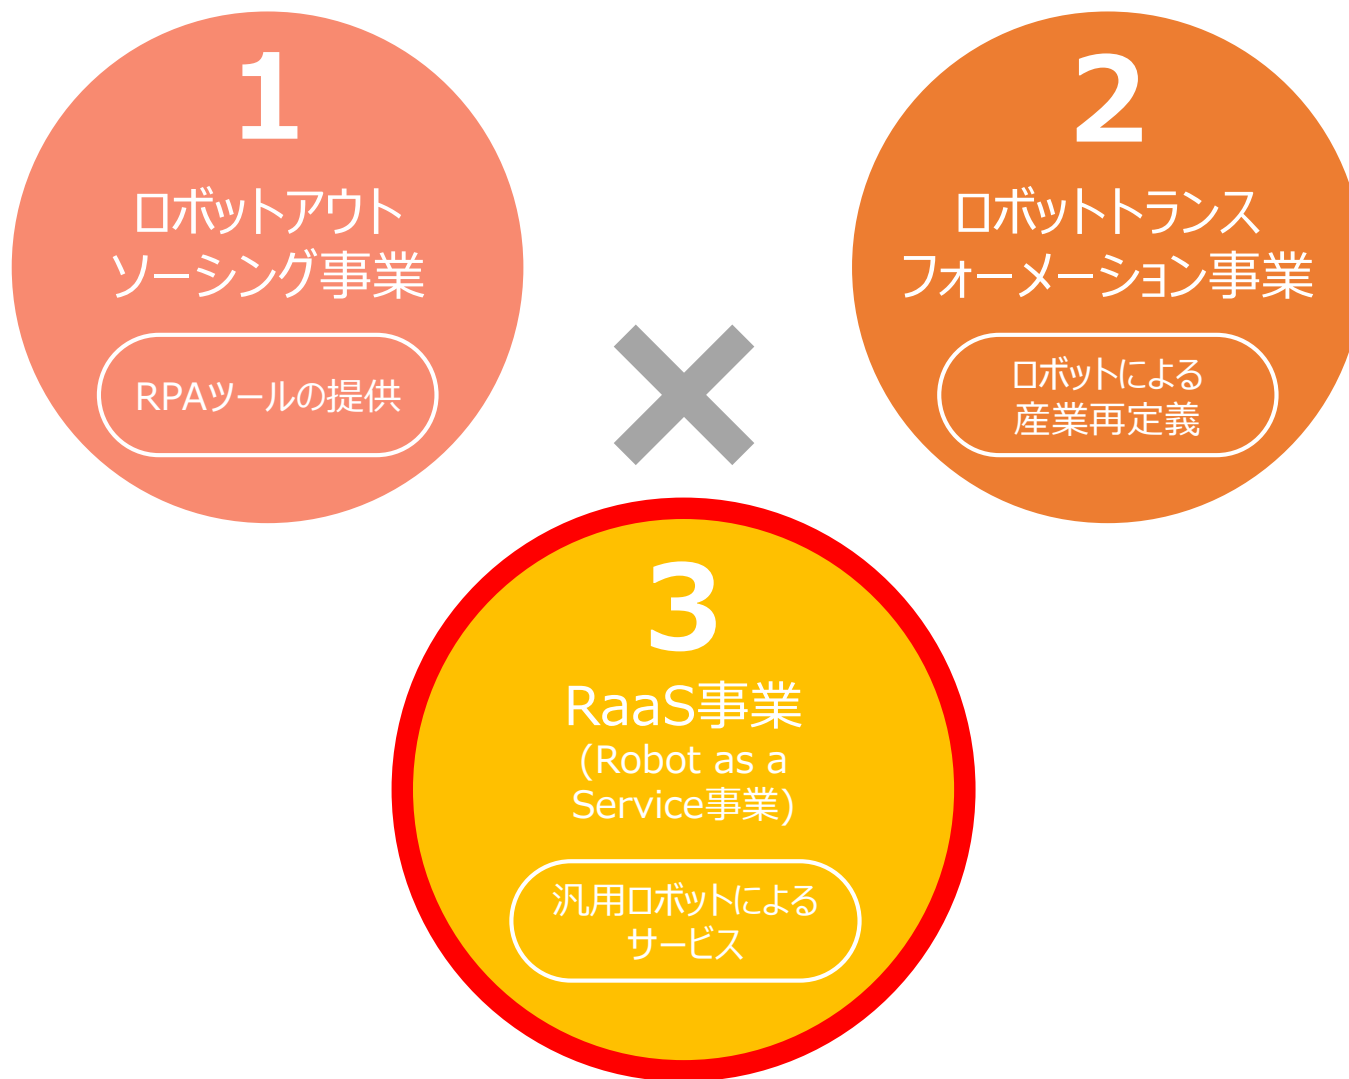 1
ロボットアウト
ソーシング事業
RPAツールの提供
2
ロボットトランス
フォーメーション事業
ロボットによる
産業再定義
3
RaaS事業
(Robot as a
Service事業)
汎用ロボットによる
サービス